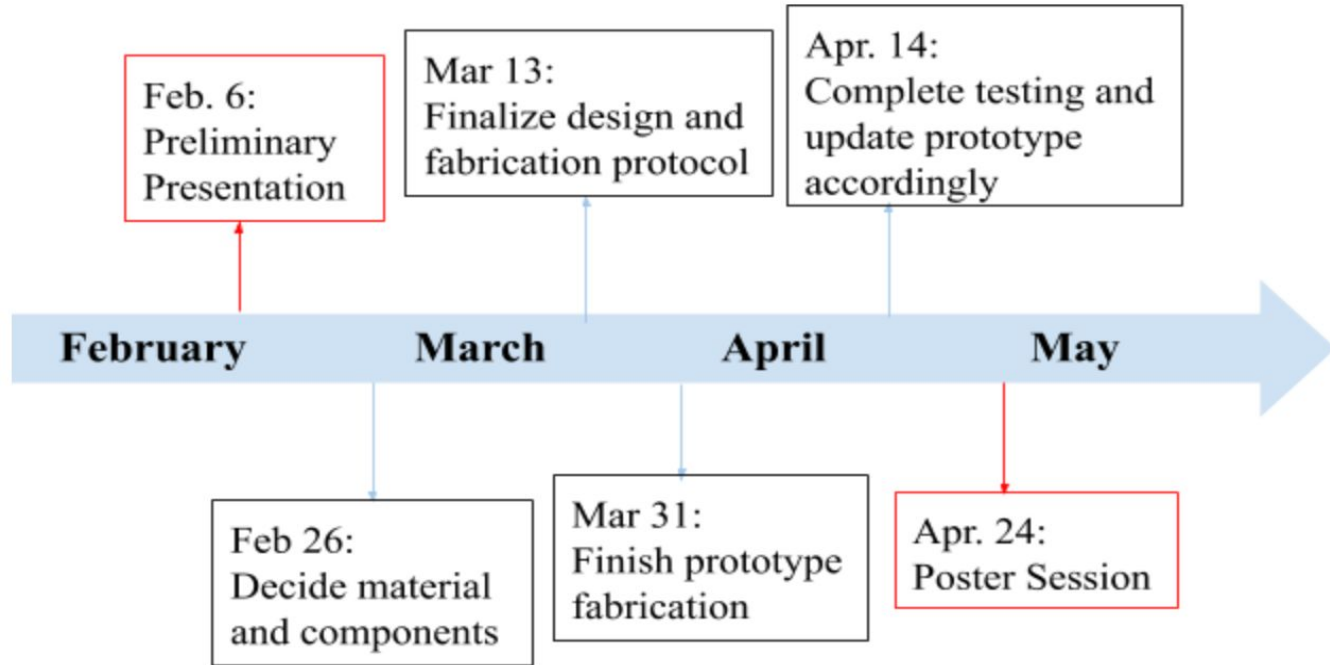 Feb. 6:
Preliminary
Presentation
Mar 13:
Finalize design and
fabrication protocol
Apr. 14:
Complete testing and
update prototype
accordingly
February
March
April
May
Feb 26:
Decide material
and components
Mar 31:
Finish prototype
fabrication
Apr. 24:
Poster Session